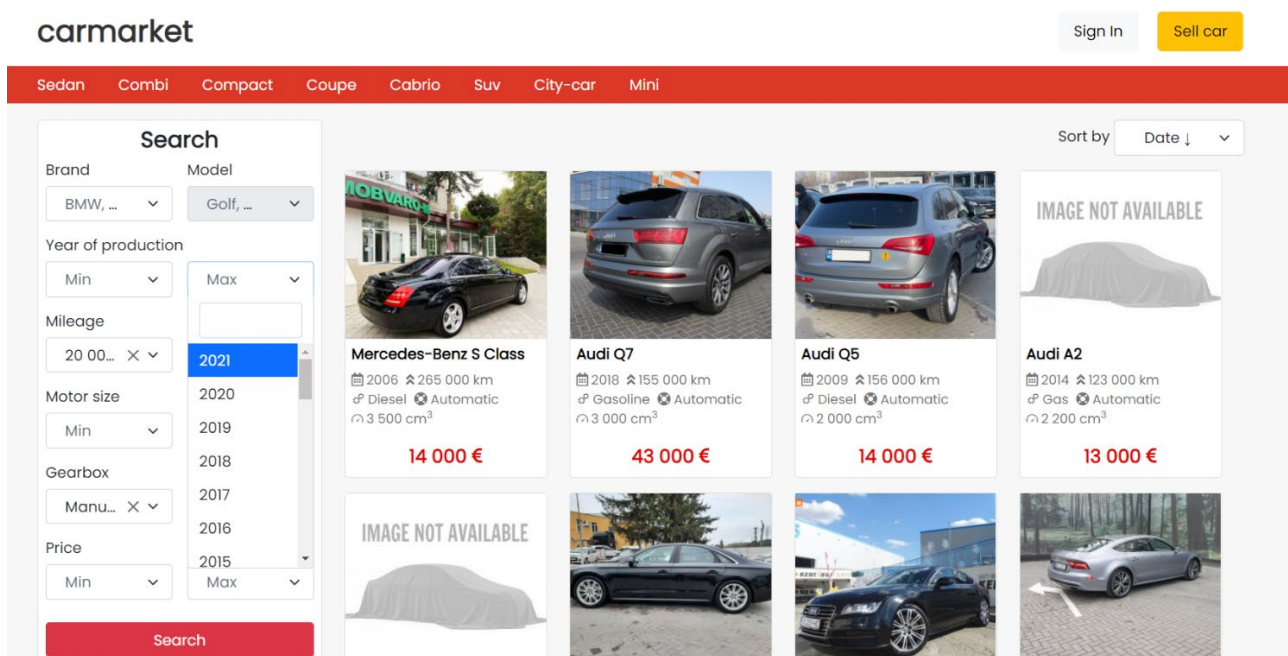 carmarket
Sign In
Sell car
Sedan Combi Compact Coupe Cabrio Suv City-car Mini
Search
Brand Model
BMW, ... Golf, ...
Year of production
Min Max
Mileage
20 00...
2021
2020
2019
2018
2017
2016
2015
Motor size
Min
Gearbox
Manu...
Price
Min Max
Search
Sort by Date ↓
Mercedes-Benz S Class
2006 265 000 km
Diesel Automatic
3 500 cm³
14 000 €
Audi Q7
2018 155 000 km
Gasoline Automatic
3 000 cm³
43 000 €
Audi Q5
2009 156 000 km
Diesel Automatic
2 000 cm³
14 000 €
IMAGE NOT AVAILABLE
Audi A2
2014 123 000 km
Gas Automatic
2 200 cm³
13 000 €
IMAGE NOT AVAILABLE